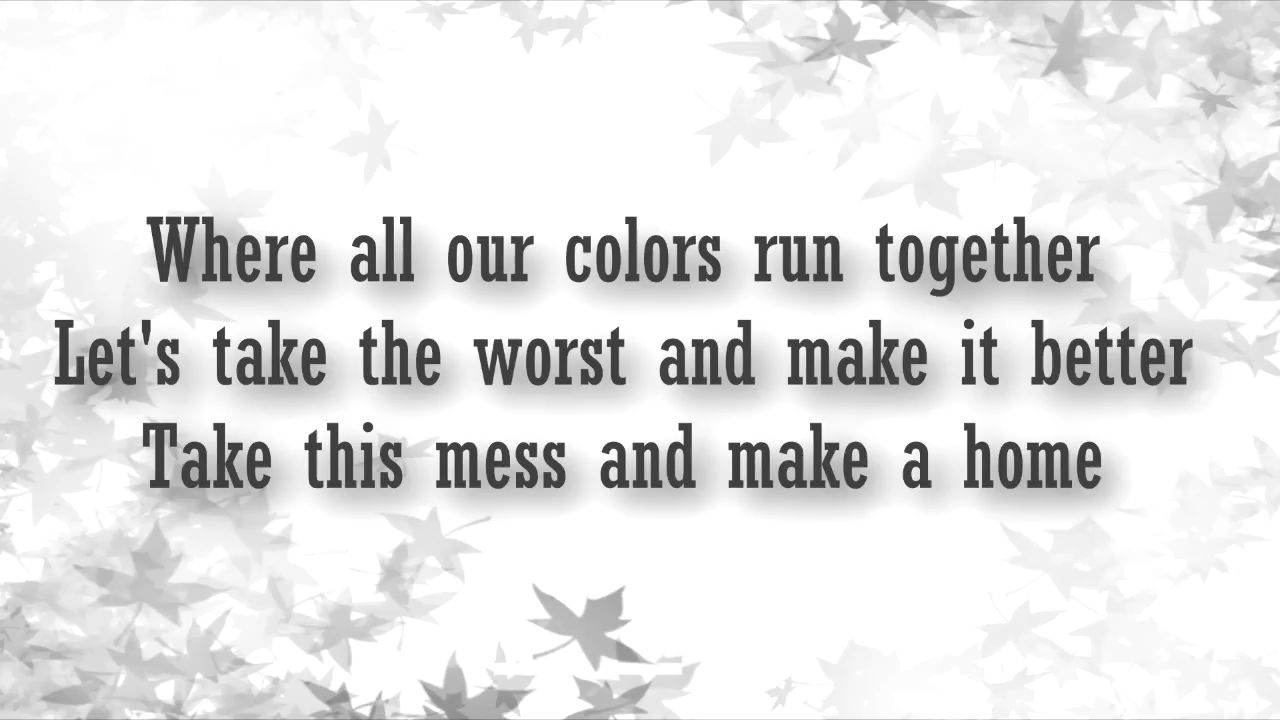 Where all our colors run together
Let's take the worst and make it better
Take this mess and make a home